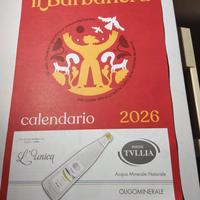 Il Barbanera
calendario 2026
L'Unica
FONTE
TVLLIA
Acqua Minerale Naturale
OLIGOMINERALE